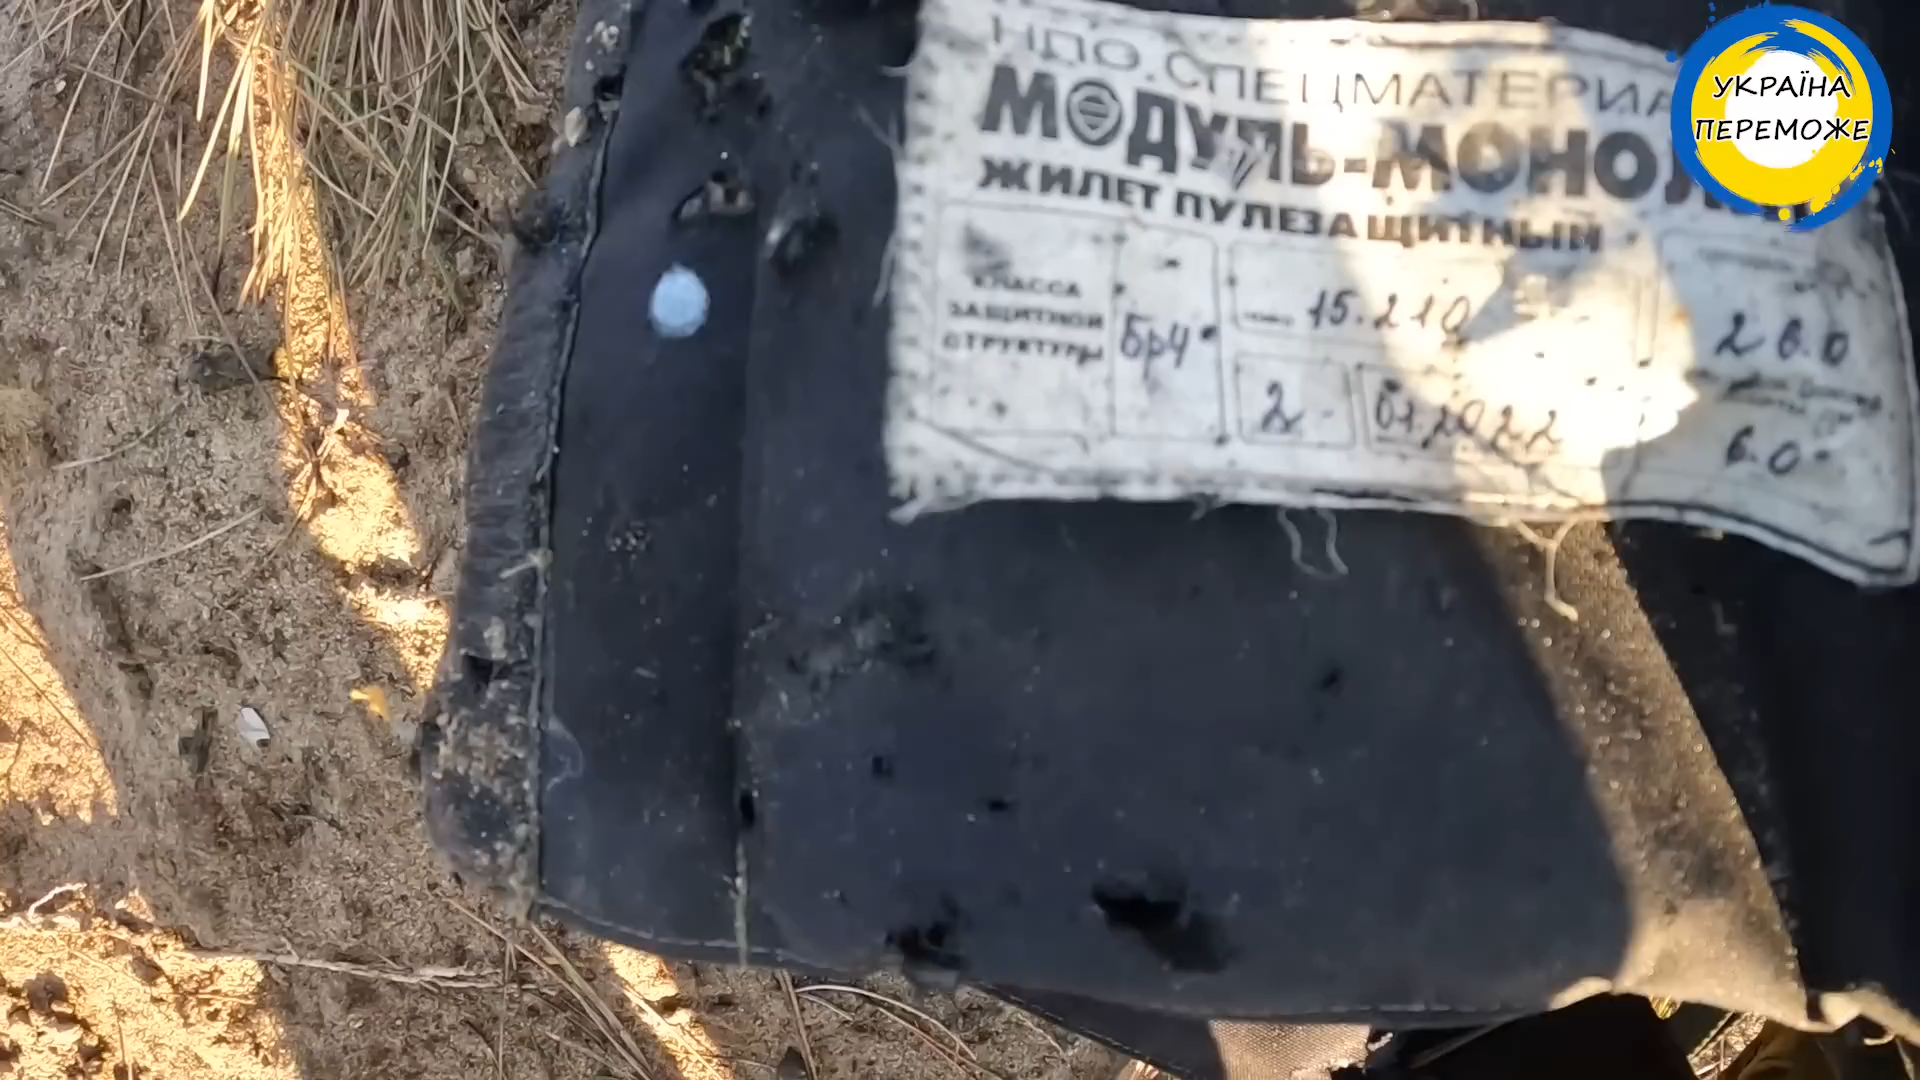 НПО.СПЕЦМАТЕРИА
МОДУЛЬ-МОНОЛ
ЖИЛЕТ ПУЛЕЗАЩИТНЫЙ
КЛАССА
ЗАЩИТНОЙ
СТРУКТУРЫ
Бр4
15.210
2
01.2022
26.0
6.0
УКРАЇНА
ПЕРЕМОЖЕ